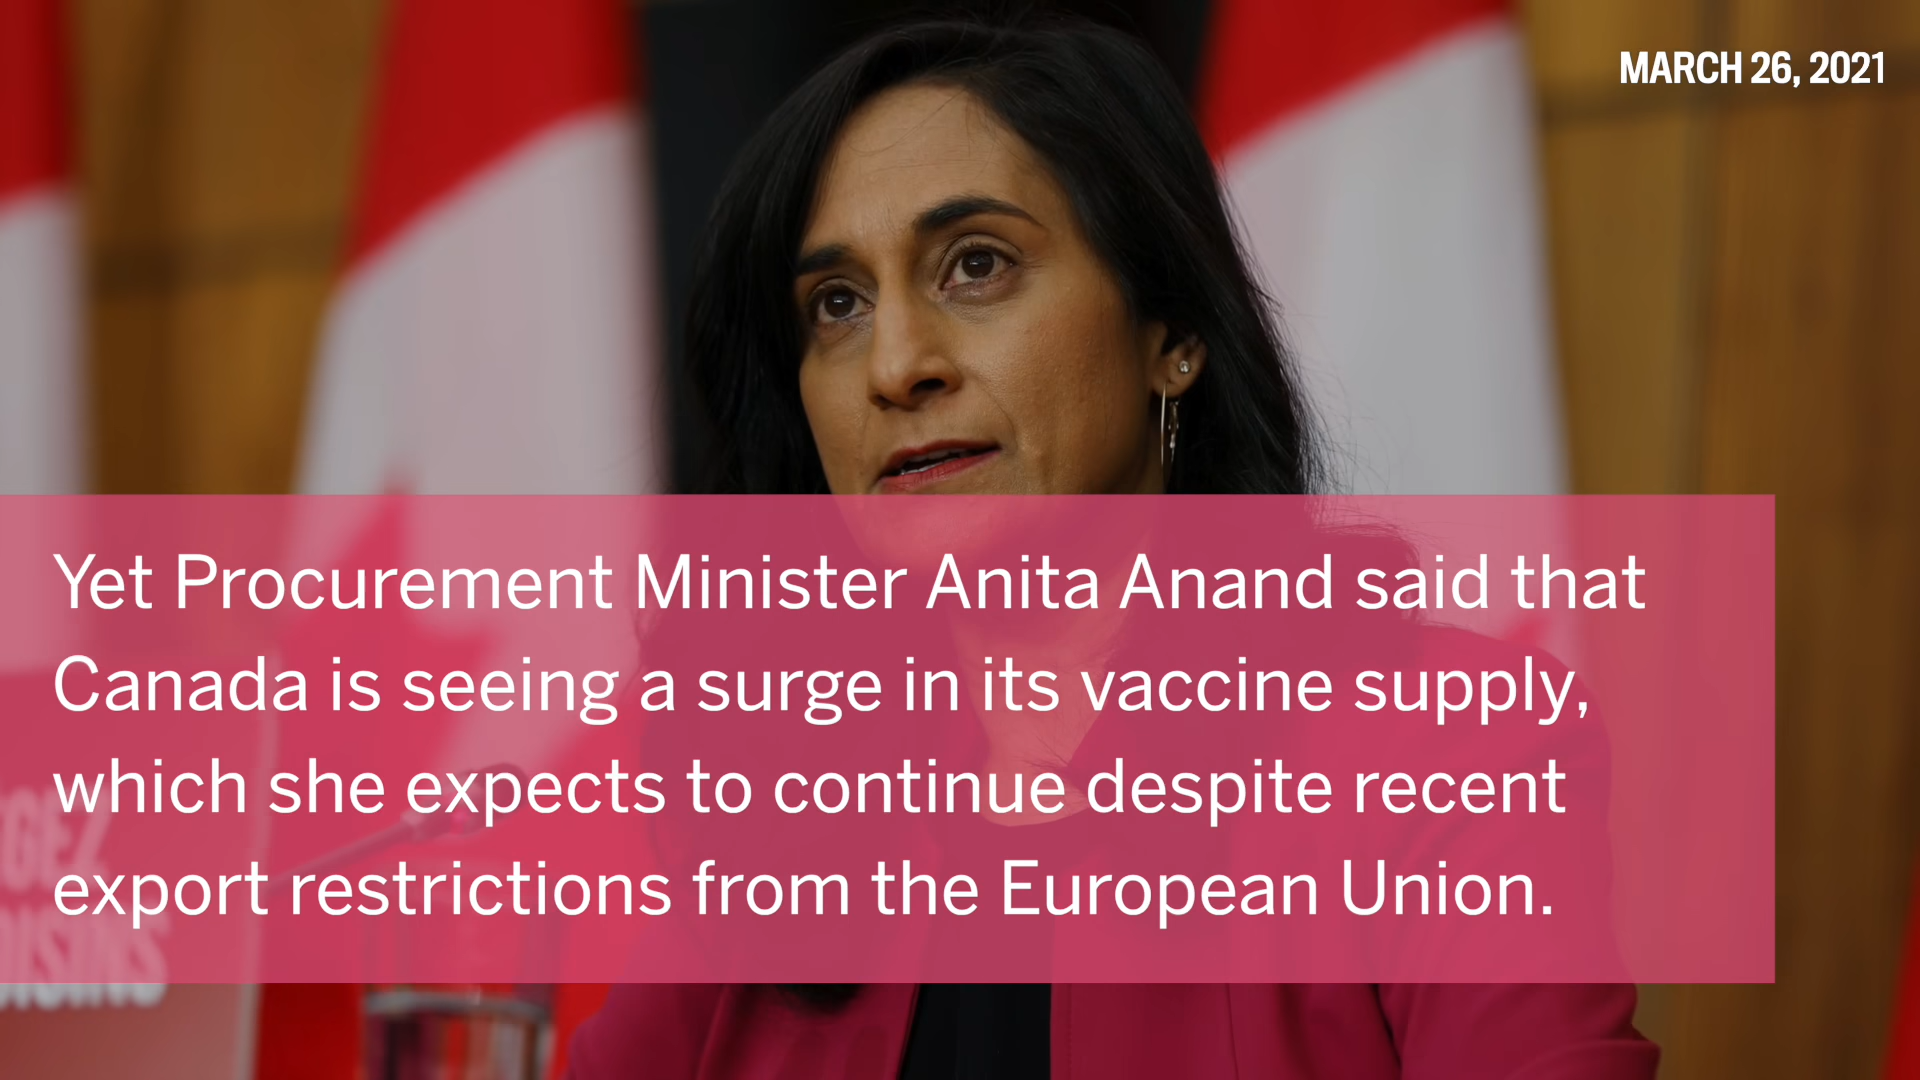 MARCH 26, 2021
Yet Procurement Minister Anita Anand said that
Canada is seeing a surge in its vaccine supply,
which she expects to continue despite recent
export restrictions from the European Union.